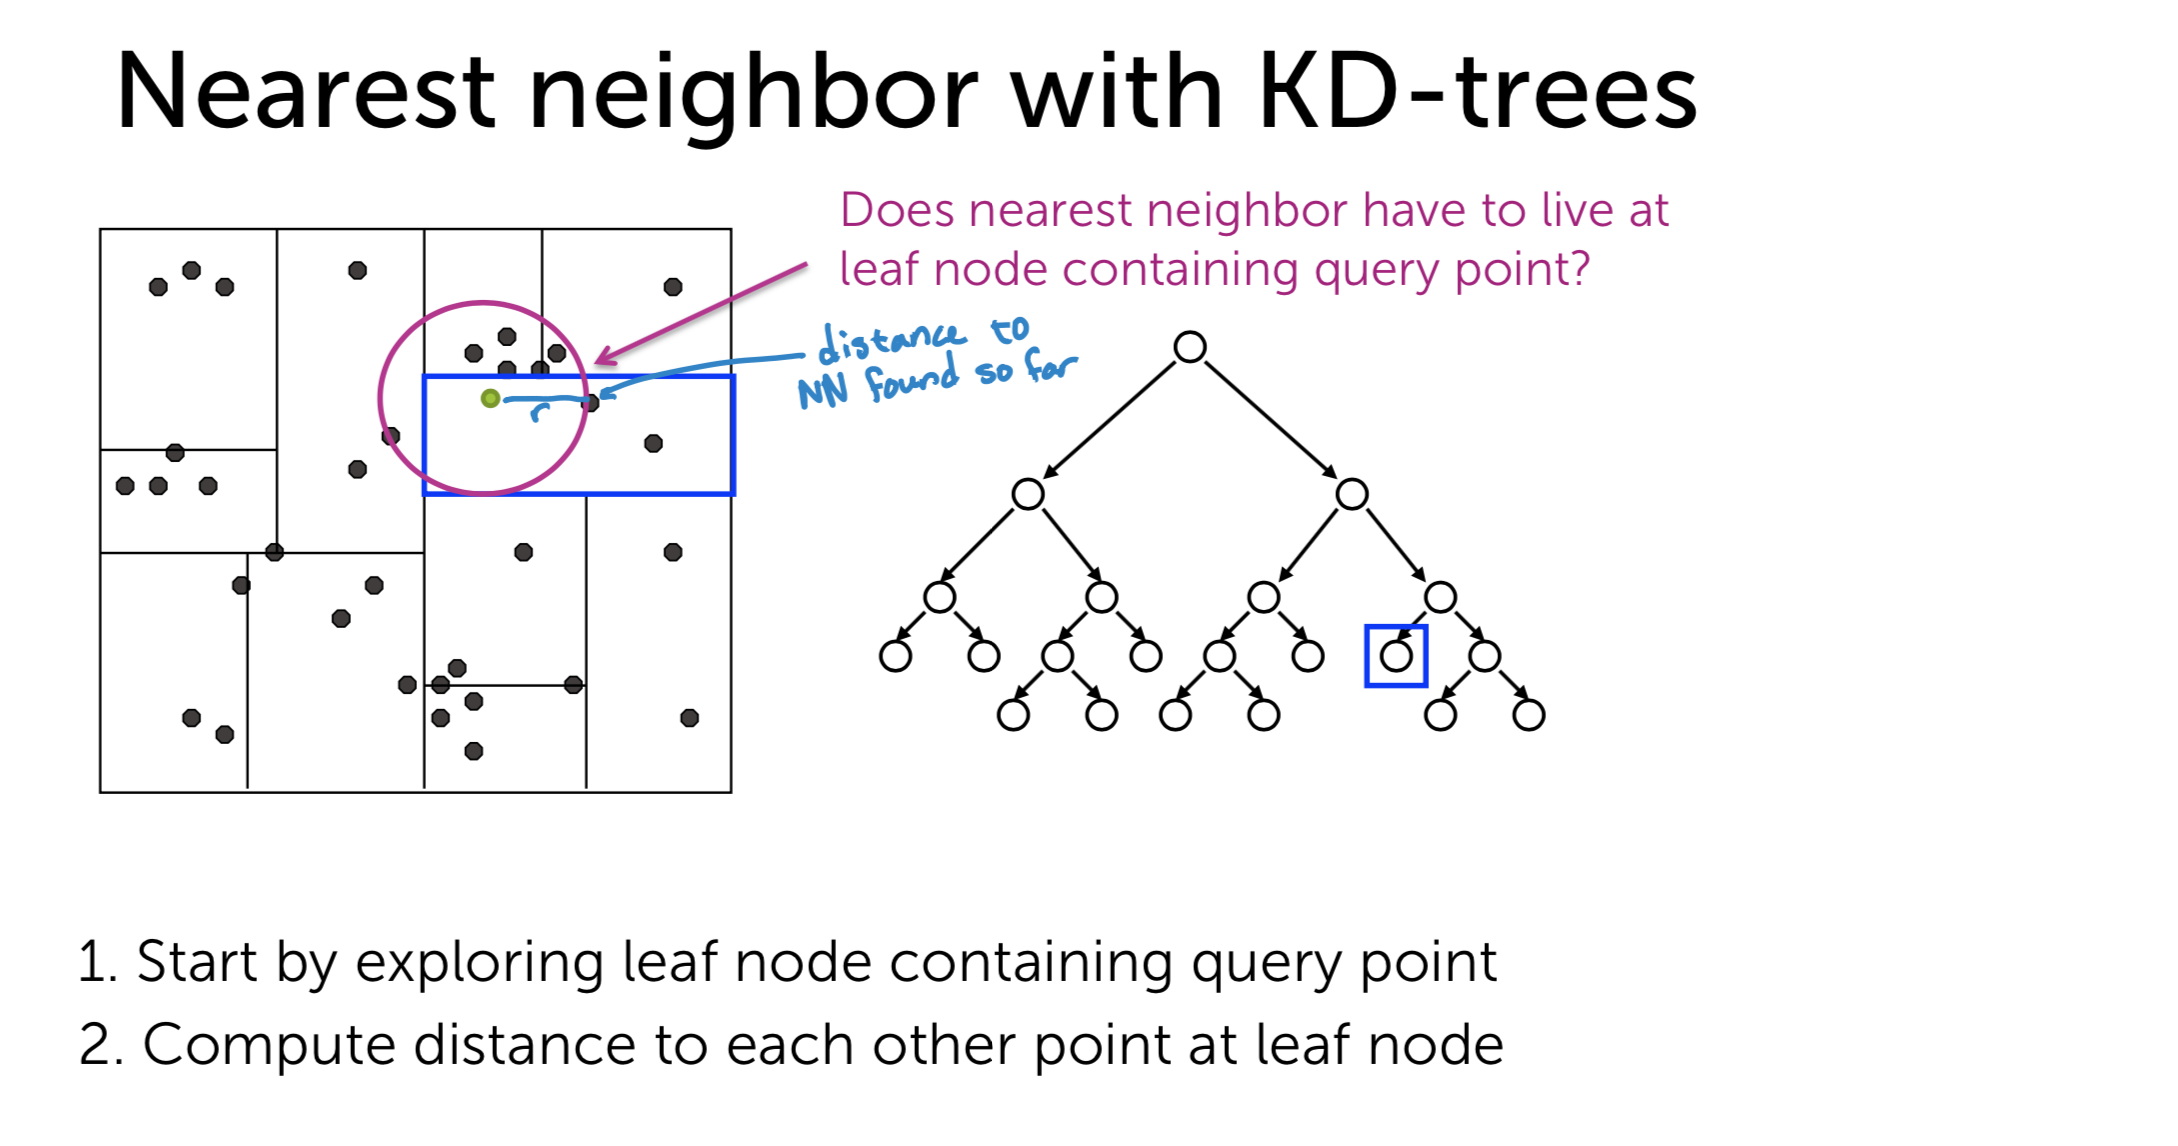 Nearest neighbor with KD-trees
Does nearest neighbor have to live at
leaf node containing query point?
distance to
NN found so far
r
1. Start by exploring leaf node containing query point
2. Compute distance to each other point at leaf node